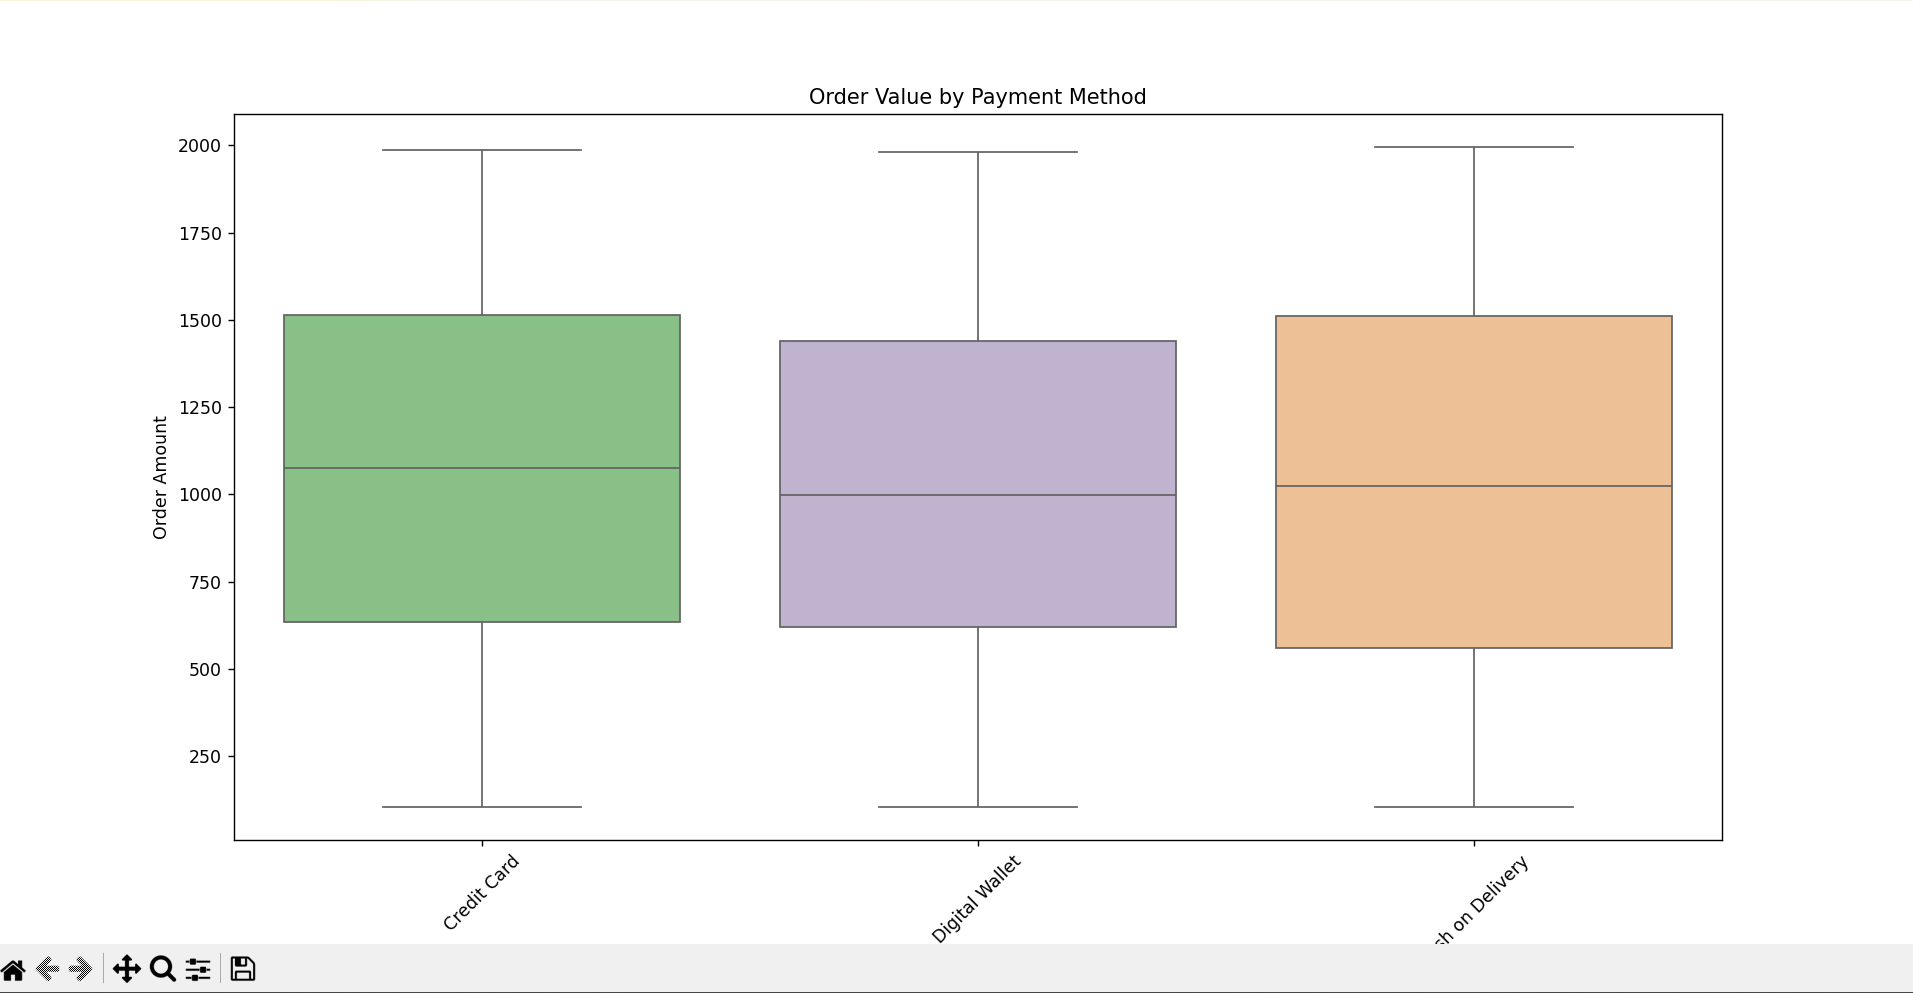 Order Value by Payment Method
Order Amount
2000
1750
1500
1250
1000
750
500
250
Credit Card
Digital Wallet
on Delivery